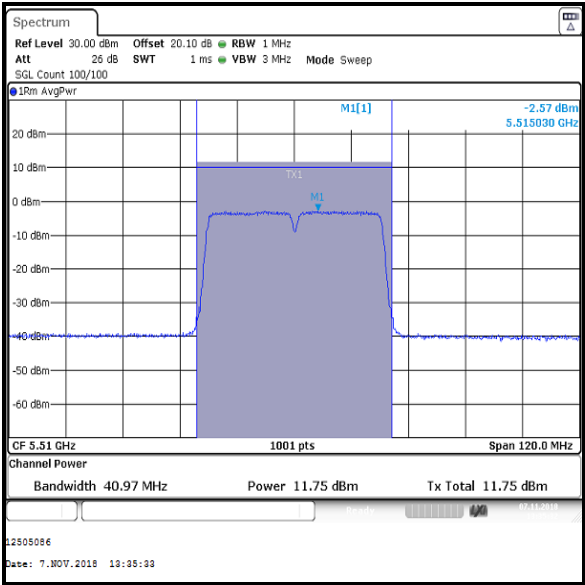 Spectrum
Ref Level 30.00 dBm Offset 20.10 dB RBW 1 MHz
Att 26 dB SWT 1 ms VBW 3 MHz Mode Sweep
SGL Count 100/100
1Rm AvgPwr
M1[1] -2.57 dBm
5.515030 GHz
20 dBm
10 dBm
TX1
M1
0 dBm
-10 dBm
-20 dBm
-30 dBm
-40 dBm
-50 dBm
-60 dBm
CF 5.51 GHz 1001 pts Span 120.0 MHz
Channel Power
Bandwidth 40.97 MHz Power 11.75 dBm Tx Total 11.75 dBm
Ready 07.11.2018
12505086
Date: 7.NOV.2018 13:35:33